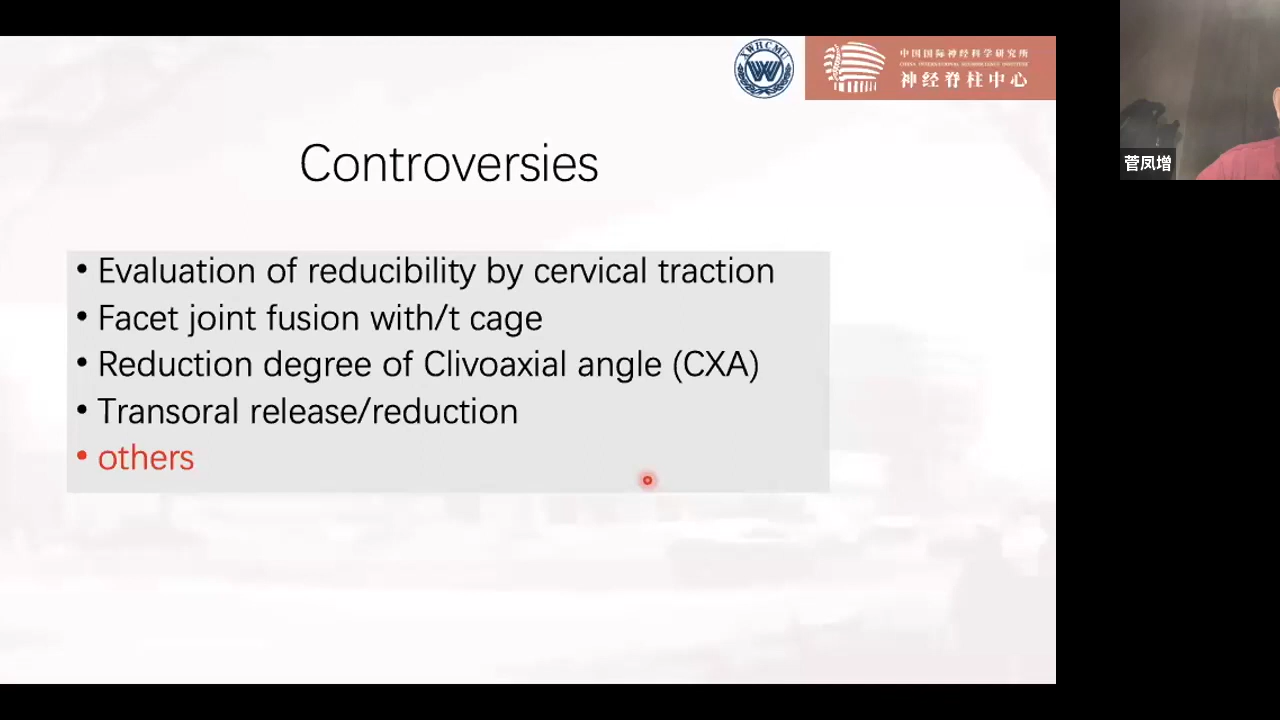 XWHCMU
中国国际神经科学研究所
CHINA INTERNATIONAL NEUROSCIENCE INSTITUTE
神经脊柱中心
菅凤增
Controversies
• Evaluation of reducibility by cervical traction
• Facet joint fusion with/t cage
• Reduction degree of Clivoaxial angle (CXA)
• Transoral release/reduction
• others